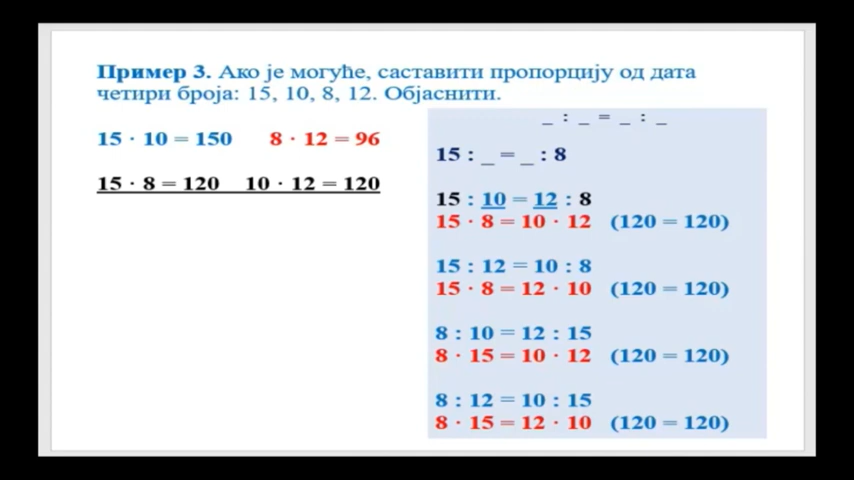 Пример 3. Ако је могуће, саставити пропорцију од дата
четири броја: 15, 10, 8, 12. Објаснити.
15 · 10 = 150 8 · 12 = 96
15 · 8 = 120 10 · 12 = 120
_ : _ = _ : _
15 : _ = _ : 8
15 : 10 = 12 : 8
15 · 8 = 10 · 12 (120 = 120)
15 : 12 = 10 : 8
15 · 8 = 12 · 10 (120 = 120)
8 : 10 = 12 : 15
8 · 15 = 10 · 12 (120 = 120)
8 : 12 = 10 : 15
8 · 15 = 12 · 10 (120 = 120)